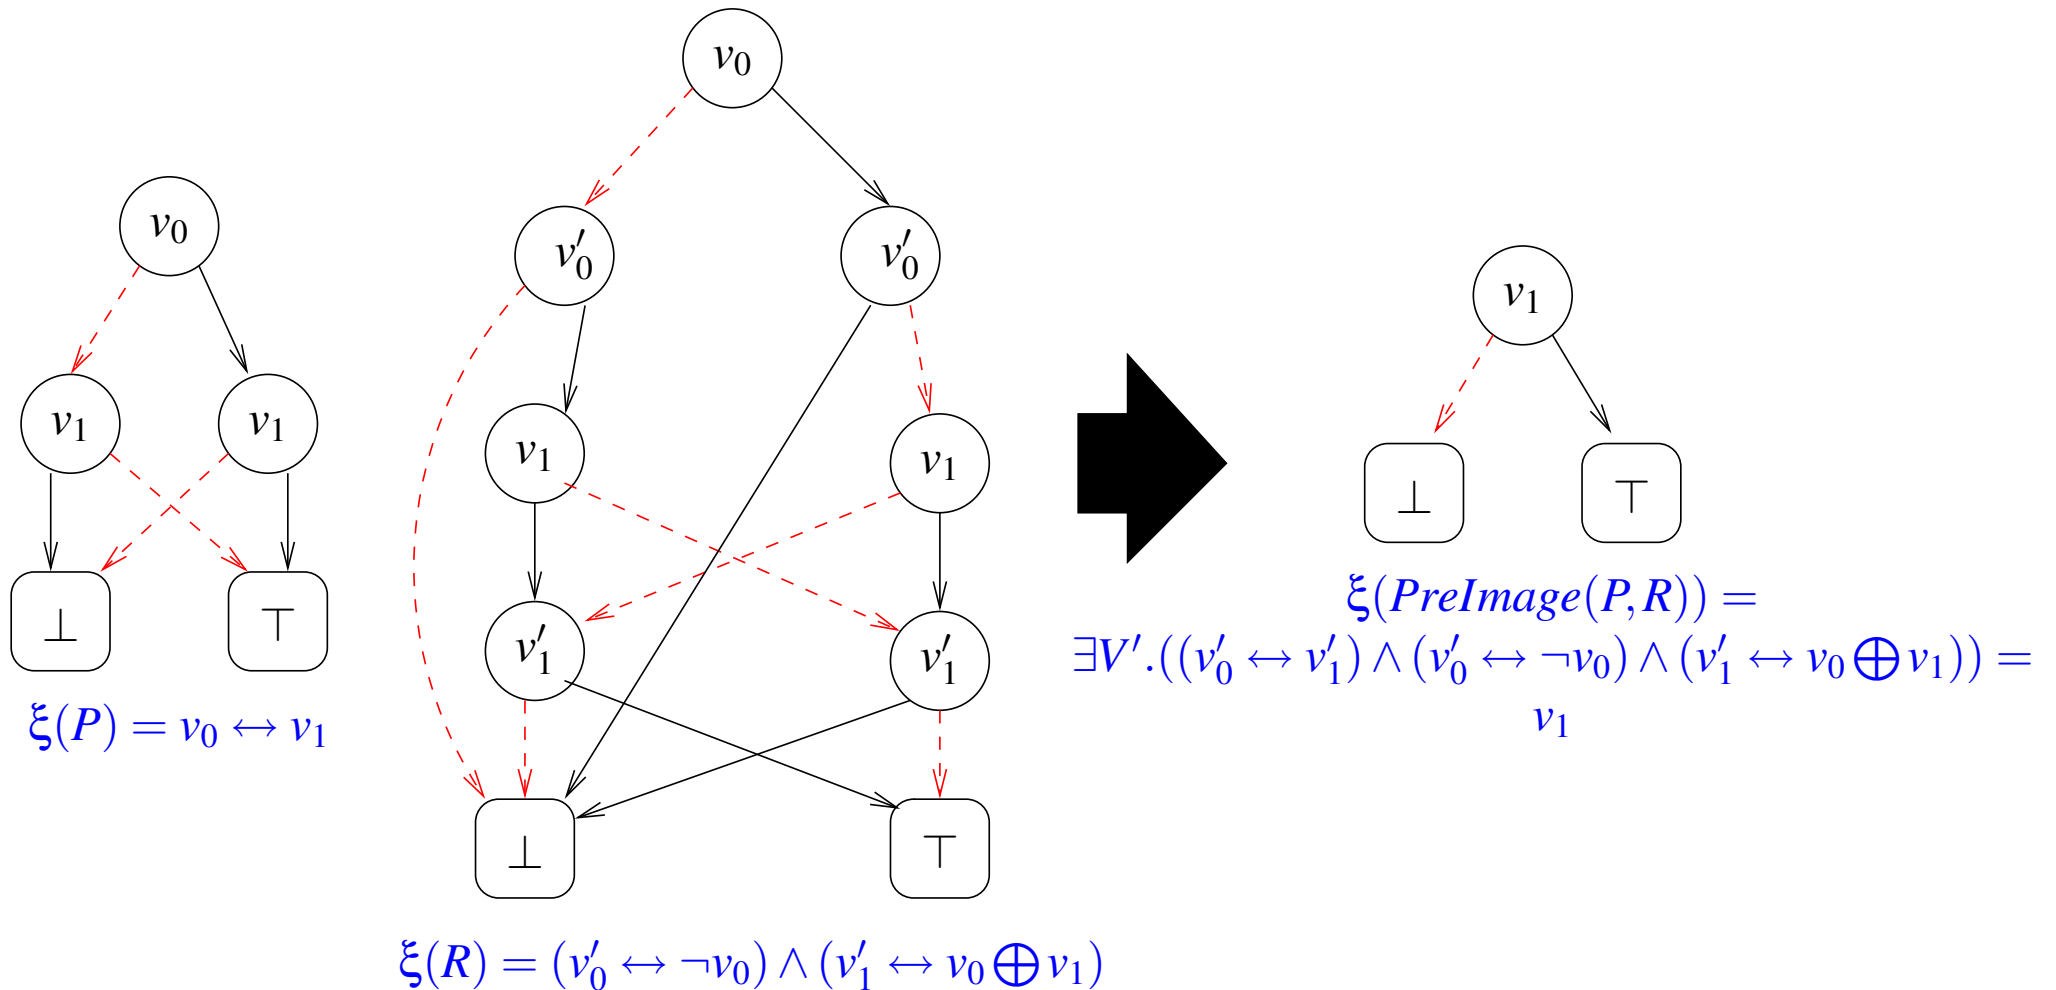 v₀
v₁ v₁
⊥ ⊤
ξ(P) = v₀ ↔ v₁
v₀
v′₀ v′₀
v₁ v₁
v′₁ v′₁
⊥ ⊤
ξ(R) = (v′₀ ↔ ¬v₀) ∧ (v′₁ ↔ v₀ ⨁ v₁)
v₁
⊥ ⊤
ξ(PreImage(P,R)) =
∃V′.((v′₀ ↔ v′₁) ∧ (v′₀ ↔ ¬v₀) ∧ (v′₁ ↔ v₀ ⨁ v₁)) =
v₁